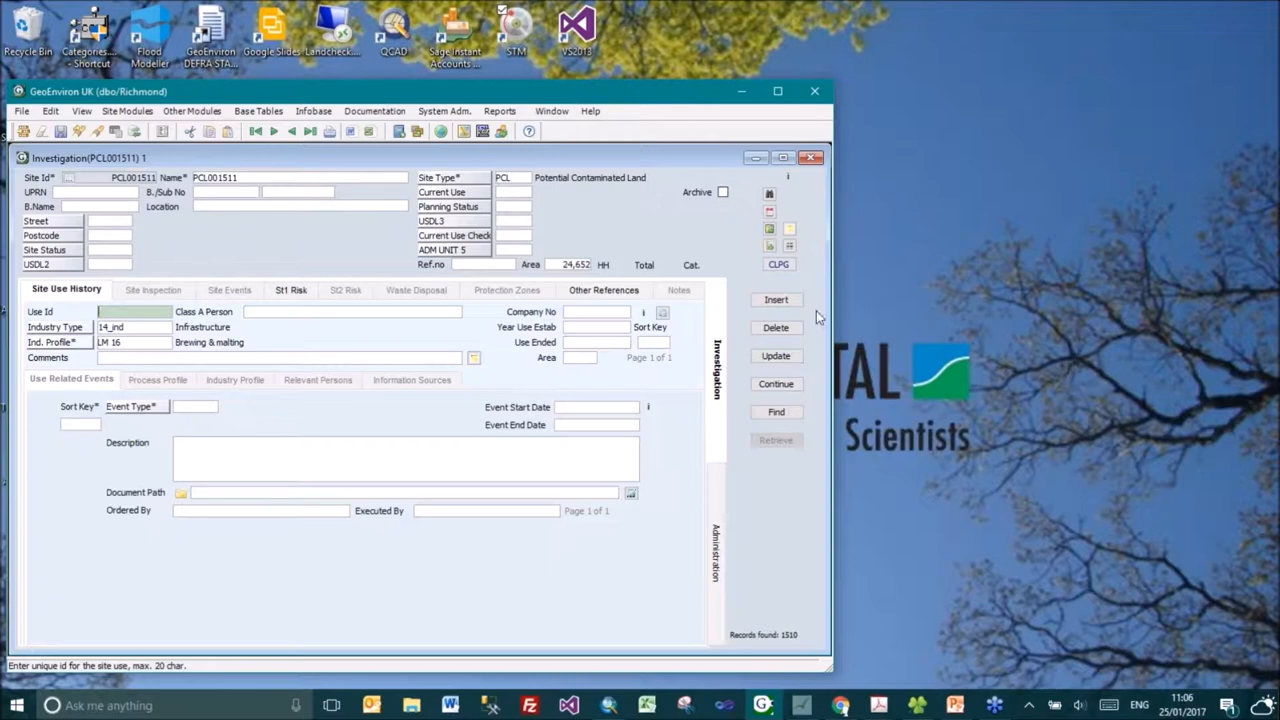 Recycle Bin
Categories... - Shortcut
Flood Modeller
GeoEnviron DEFRA STA...
Google Slides
Landcheck...
QCAD
Sage Instant Accounts ...
STM
VS2013
GeoEnviron UK (dbo/Richmond)
File Edit View Site Modules Other Modules Base Tables Infobase Documentation System Adm. Reports Window Help
Investigation(PCL001511) 1
Site Id* ... PCL001511 Name* PCL001511 Site Type* PCL Potential Contaminated Land
UPRN B./Sub No Current Use Archive
B.Name Location Planning Status
Street USDL3
Postcode Current Use Check
Site Status ADM UNIT 5
USDL2 Ref.no Area 24,652 HH Total Cat. CLPG
Site Use History Site Inspection Site Events St1 Risk St2 Risk Waste Disposal Protection Zones Other References Notes
Use Id Class A Person Company No i
Industry Type 14_ind Infrastructure Year Use Estab Sort Key
Ind. Profile* LM 16 Brewing & malting Use Ended
Comments Area Page 1 of 1
Use Related Events Process Profile Industry Profile Relevant Persons Information Sources
Sort Key* Event Type* Event Start Date i
Event End Date
Description
Document Path
Ordered By Executed By Page 1 of 1
Investigation
Administration
Insert
Delete
Update
Continue
Find
Retrieve
Records found: 1510
Enter unique id for the site use, max. 20 char.
TAL
Scientists
Ask me anything
ENG
11:06
25/01/2017